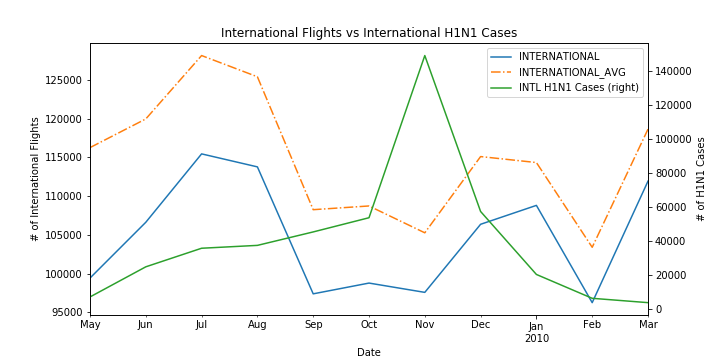 International Flights vs International H1N1 Cases
INTERNATIONAL
INTERNATIONAL_AVG
INTL H1N1 Cases (right)
# of International Flights
125000
120000
115000
110000
105000
100000
95000
140000
120000
100000
80000
60000
40000
20000
0
# of H1N1 Cases
May Jun Jul Aug Sep Oct Nov Dec Jan Feb Mar
2010
Date